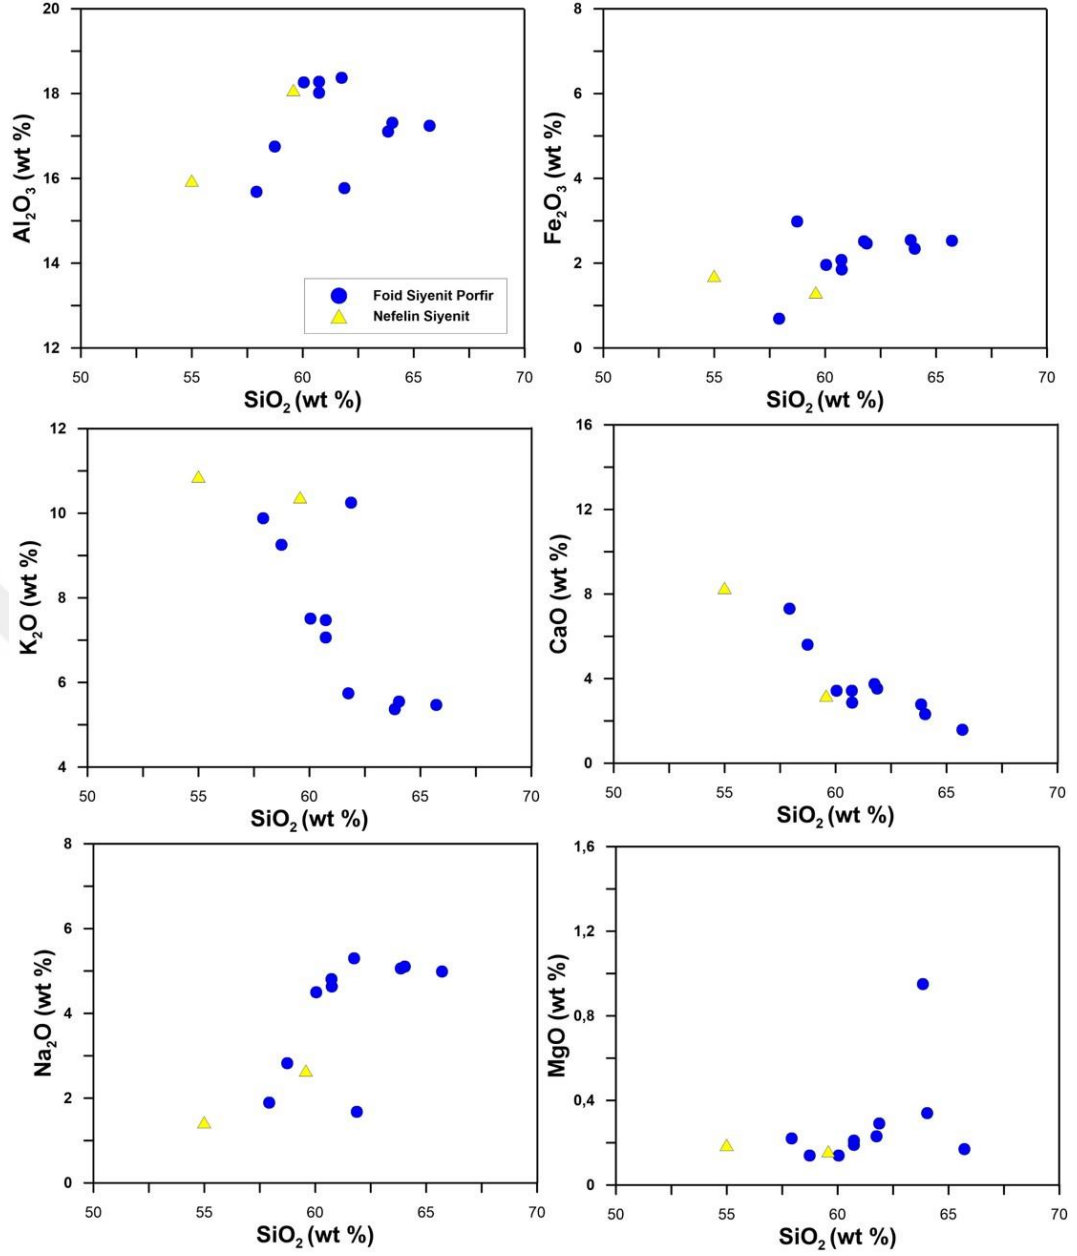 20
18
16
14
12
Al₂O₃ (wt %)
Foid Siyenit Porfir
Nefelin Siyenit
50 55 60 65 70
SiO₂ (wt %)
8
6
4
2
0
Fe₂O₃ (wt %)
50 55 60 65 70
SiO₂ (wt %)
12
10
8
6
4
K₂O (wt %)
50 55 60 65 70
SiO₂ (wt %)
16
12
8
4
0
CaO (wt %)
50 55 60 65 70
SiO₂ (wt %)
8
6
4
2
0
Na₂O (wt %)
50 55 60 65 70
SiO₂ (wt %)
1,6
1,2
0,8
0,4
0
MgO (wt %)
50 55 60 65 70
SiO₂ (wt %)